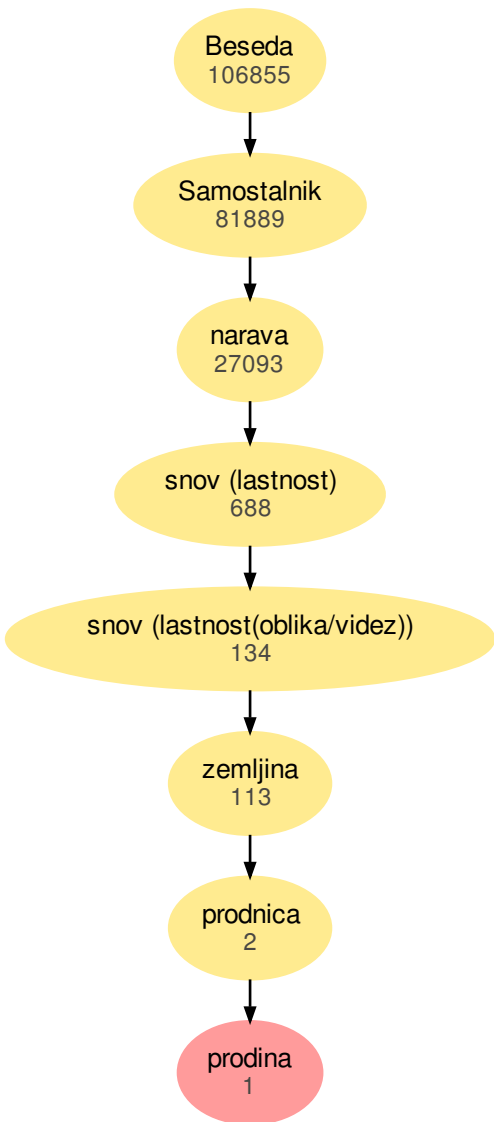 Beseda
106855
Samostalnik
81889
narava
27093
snov (lastnost)
688
snov (lastnost(oblika/videz))
134
zemljina
113
prodnica
2
prodina
1